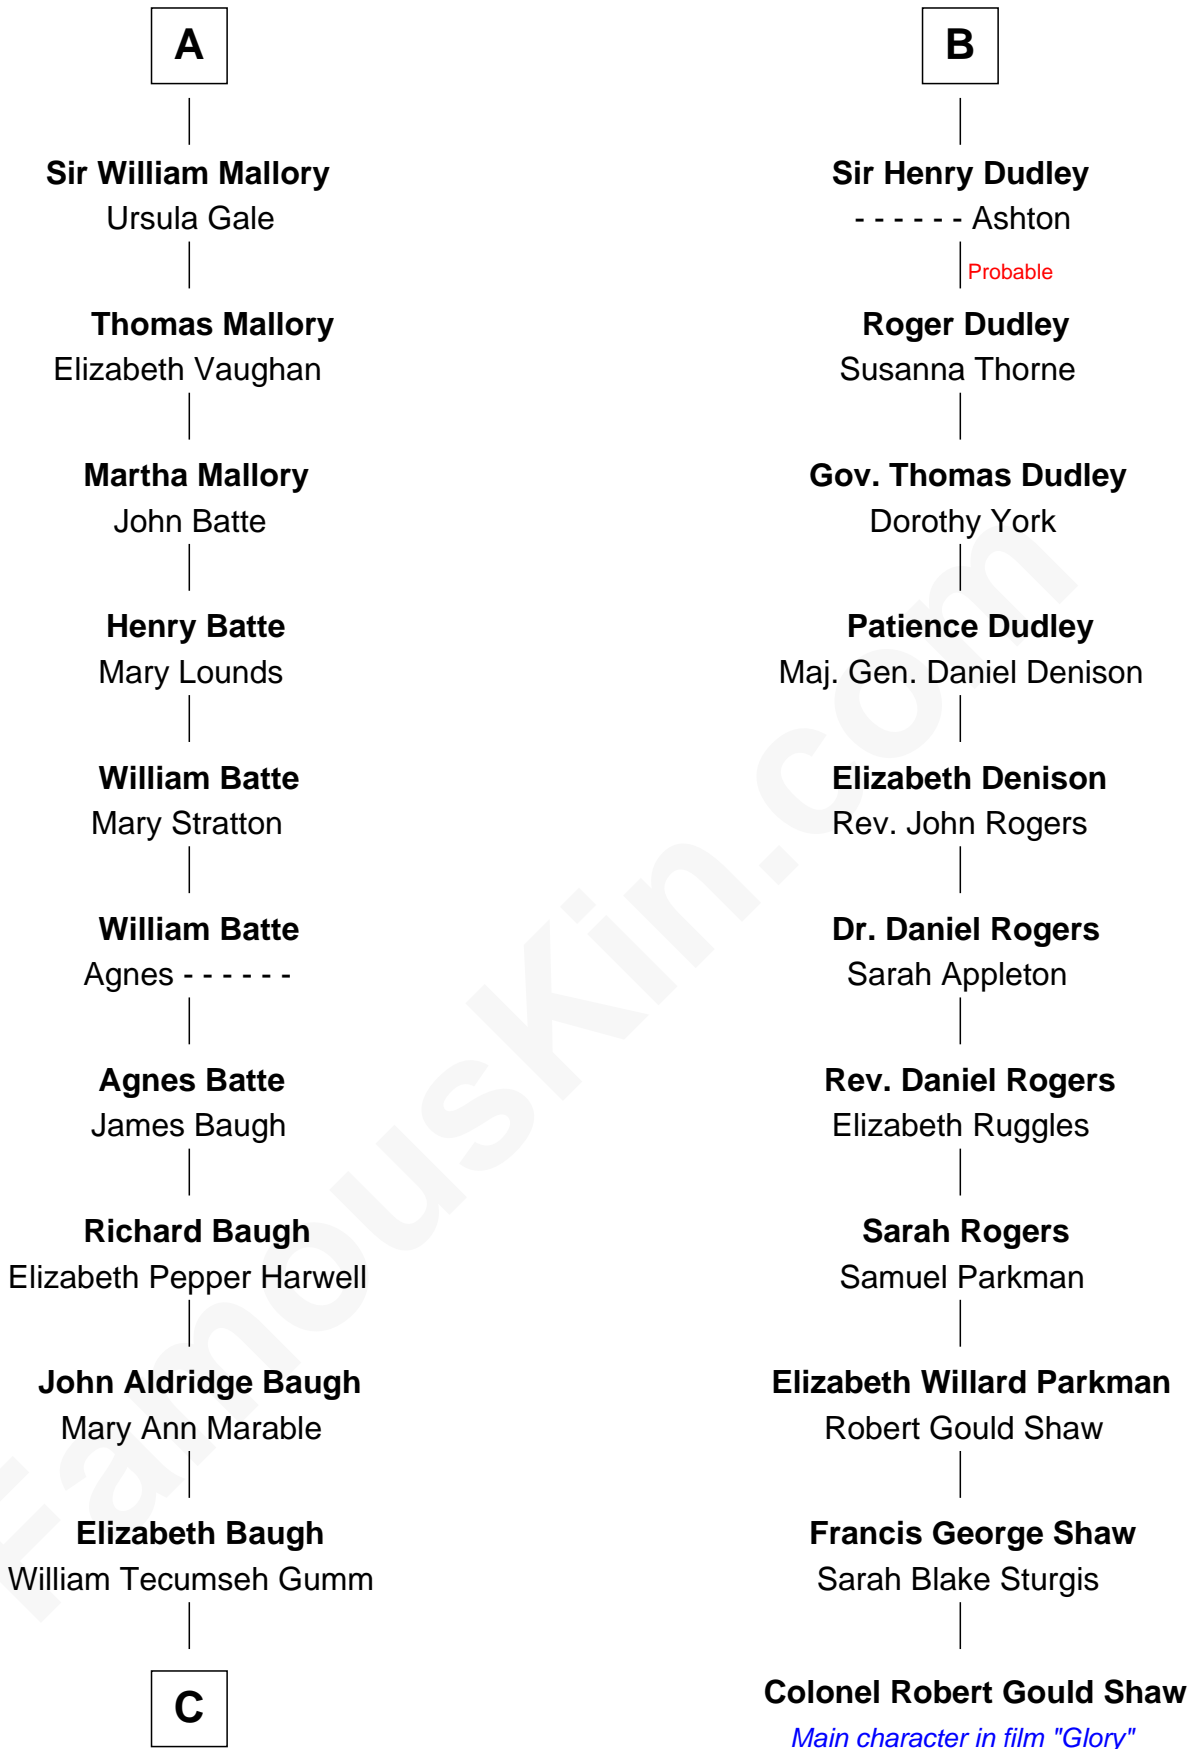 A
Sir William Mallory
Ursula Gale
Thomas Mallory
Elizabeth Vaughan
Martha Mallory
John Batte
Henry Batte
Mary Lounds
William Batte
Mary Stratton
William Batte
Agnes - - - - - -
Agnes Batte
James Baugh
Richard Baugh
Elizabeth Pepper Harwell
John Aldridge Baugh
Mary Ann Marable
Elizabeth Baugh
William Tecumseh Gumm
C
B
Sir Henry Dudley
- - - - - - Ashton
Probable
Roger Dudley
Susanna Thorne
Gov. Thomas Dudley
Dorothy York
Patience Dudley
Maj. Gen. Daniel Denison
Elizabeth Denison
Rev. John Rogers
Dr. Daniel Rogers
Sarah Appleton
Rev. Daniel Rogers
Elizabeth Ruggles
Sarah Rogers
Samuel Parkman
Elizabeth Willard Parkman
Robert Gould Shaw
Francis George Shaw
Sarah Blake Sturgis
Colonel Robert Gould Shaw
Main character in film "Glory"
FamousKin.com